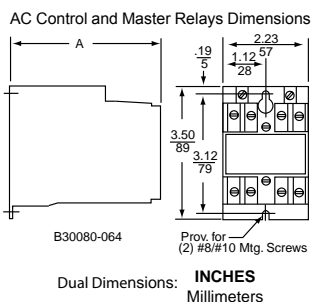 AC Control and Master Relays Dimensions
A
.19
5
2.23
57
1.12
28
3.50
89
3.12
79
B30080-064
Prov. for
(2) #8/#10 Mtg. Screws
Dual Dimensions: INCHES
Millimeters